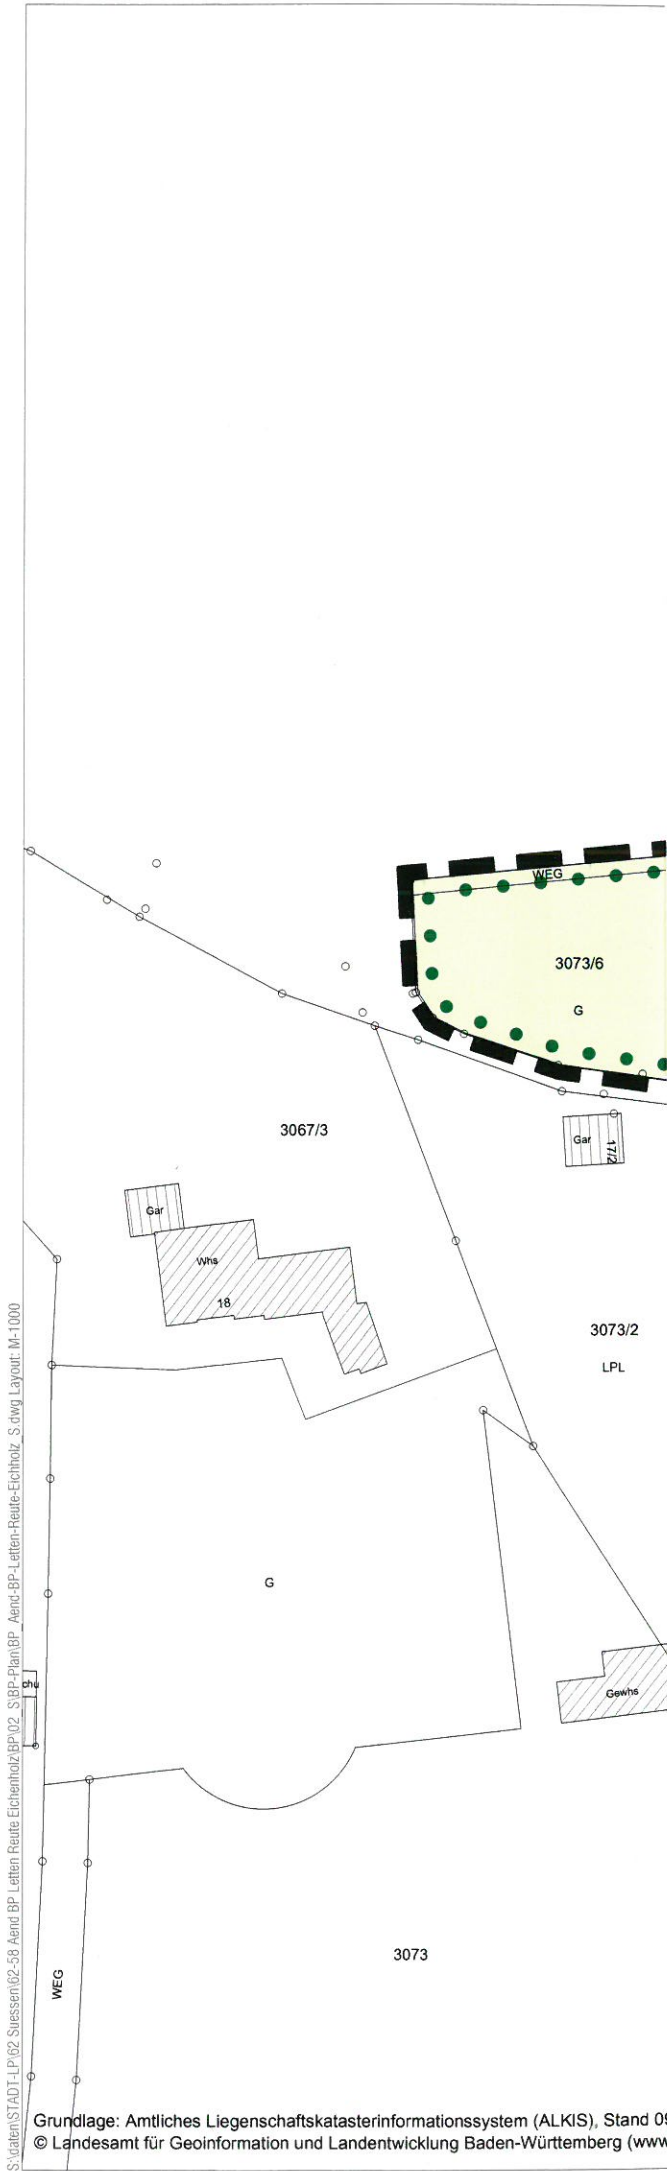 WEG
3073/6
G
3067/3
Gar
17/2
Gar
Whs
18
3073/2
LPL
G
Gewhs
3073
WEG
S:\daten\STADT-LP\62 Suessen\62-58 Aend BP Letten Reute Eichenholz\BP\02_S\BP-Plan\BP_Aend-BP-Letten-Reute-Eichholz_S.dwg Layout: M-1000
Grundlage: Amtliches Liegenschaftskatasterinformationssystem (ALKIS), Stand 09
© Landesamt für Geoinformation und Landentwicklung Baden-Württemberg (www